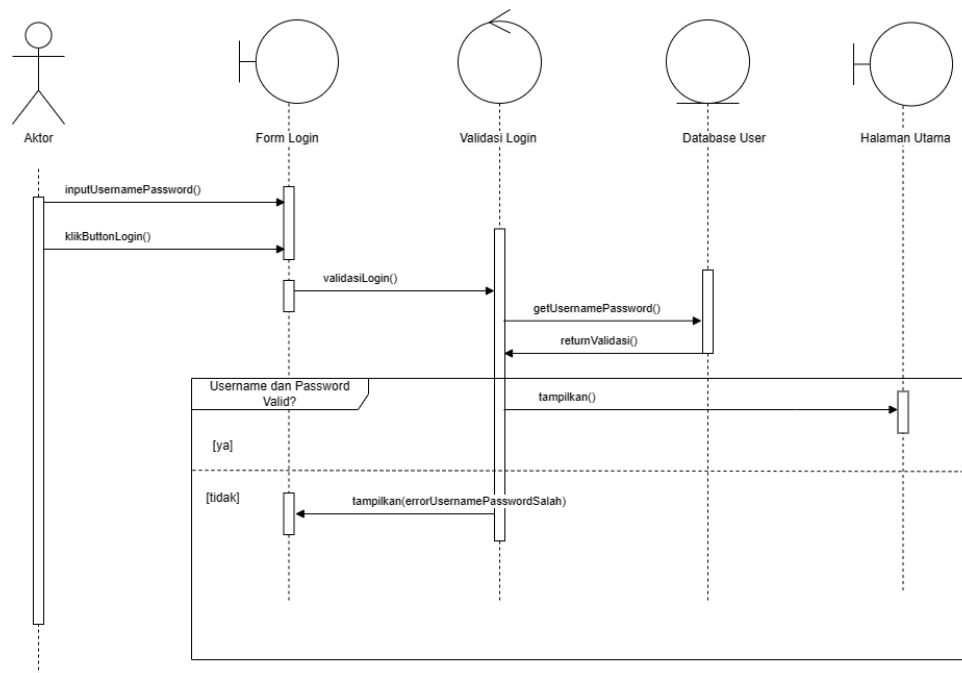 Aktor
Form Login
Validasi Login
Database User
Halaman Utama
inputUsernamePassword()
klikButtonLogin()
validasiLogin()
getUsernamePassword()
returnValidasi()
Username dan Password
Valid?
tampilkan()
[ya]
[tidak]
tampilkan(errorUsernamePasswordSalah)